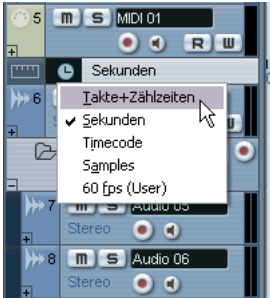 5 m S MIDI 01
R W
Sekunden
6
Takte+Zählzeiten
Sekunden
Timecode
Samples
60 fps (User)
7 m S Audio 05
Stereo
8 m S Audio 06
Stereo